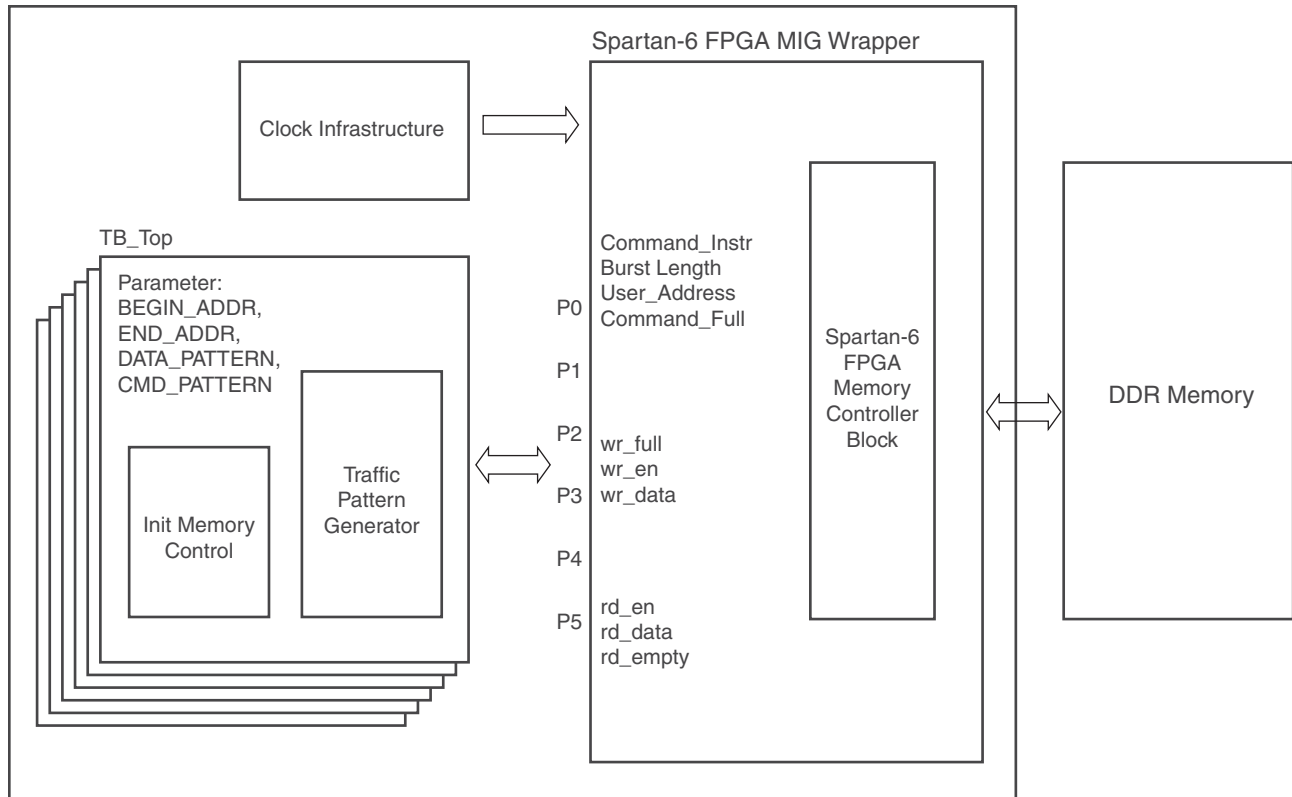 Spartan-6 FPGA MIG Wrapper
Clock Infrastructure
TB_Top
Parameter:
BEGIN_ADDR,
END_ADDR,
DATA_PATTERN,
CMD_PATTERN
Init Memory
Control
Traffic
Pattern
Generator
P0
P1
P2
P3
P4
P5
Command_Instr
Burst Length
User_Address
Command_Full
wr_full
wr_en
wr_data
rd_en
rd_data
rd_empty
Spartan-6
FPGA
Memory
Controller
Block
DDR Memory